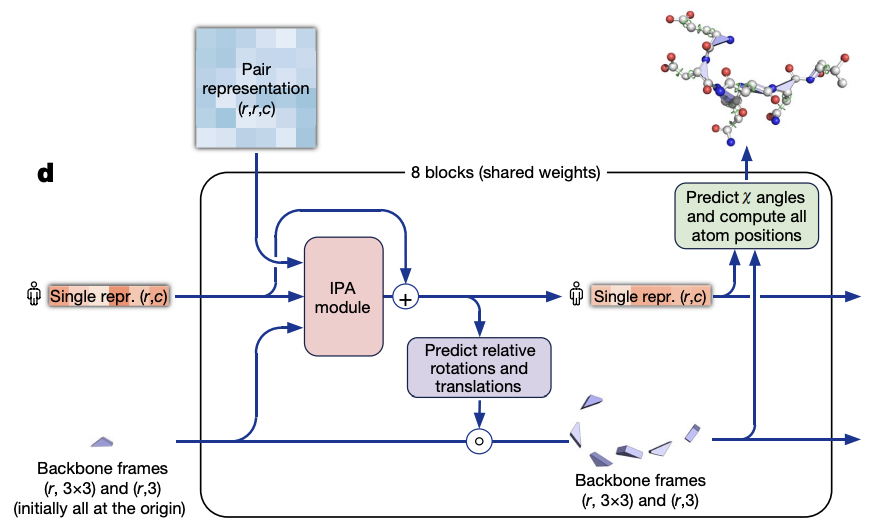 Pair
representation
(r,r,c)
d
8 blocks (shared weights)
Predict χ angles
and compute all
atom positions
Single repr. (r,c)
IPA
module
+
Single repr. (r,c)
Predict relative
rotations and
translations
Backbone frames
(r, 3×3) and (r,3)
(initially all at the origin)
Backbone frames
(r, 3×3) and (r,3)